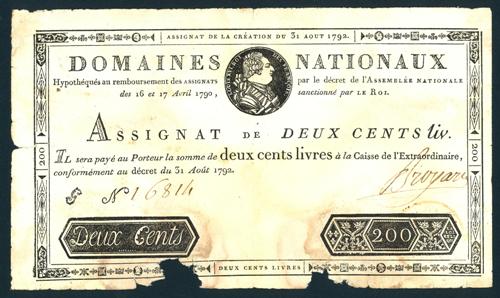 ASSIGNAT DE LA CRÉATION DU 31 AOUT 1792.
DOMAINES NATIONAUX
Hypothéqués au remboursement des ASSIGNATS par le décret de l'ASSEMBLÉE NATIONALE
des 16 et 17 Avril 1790, sanctionné par LE ROI.
ASSIGNAT DE DEUX CENTS liv.
IL sera payé au Porteur la somme de deux cents livres à la Caisse de l'Extraordinaire,
conformément au décret du 31 Août 1792.
N 16814
200
200
Deux Cents
200
DEUX CENTS LIVRES